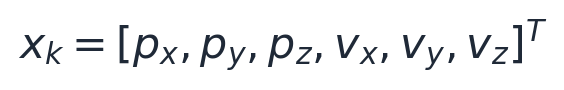 x_k = [p_x, p_y, p_z, v_x, v_y, v_z]^T